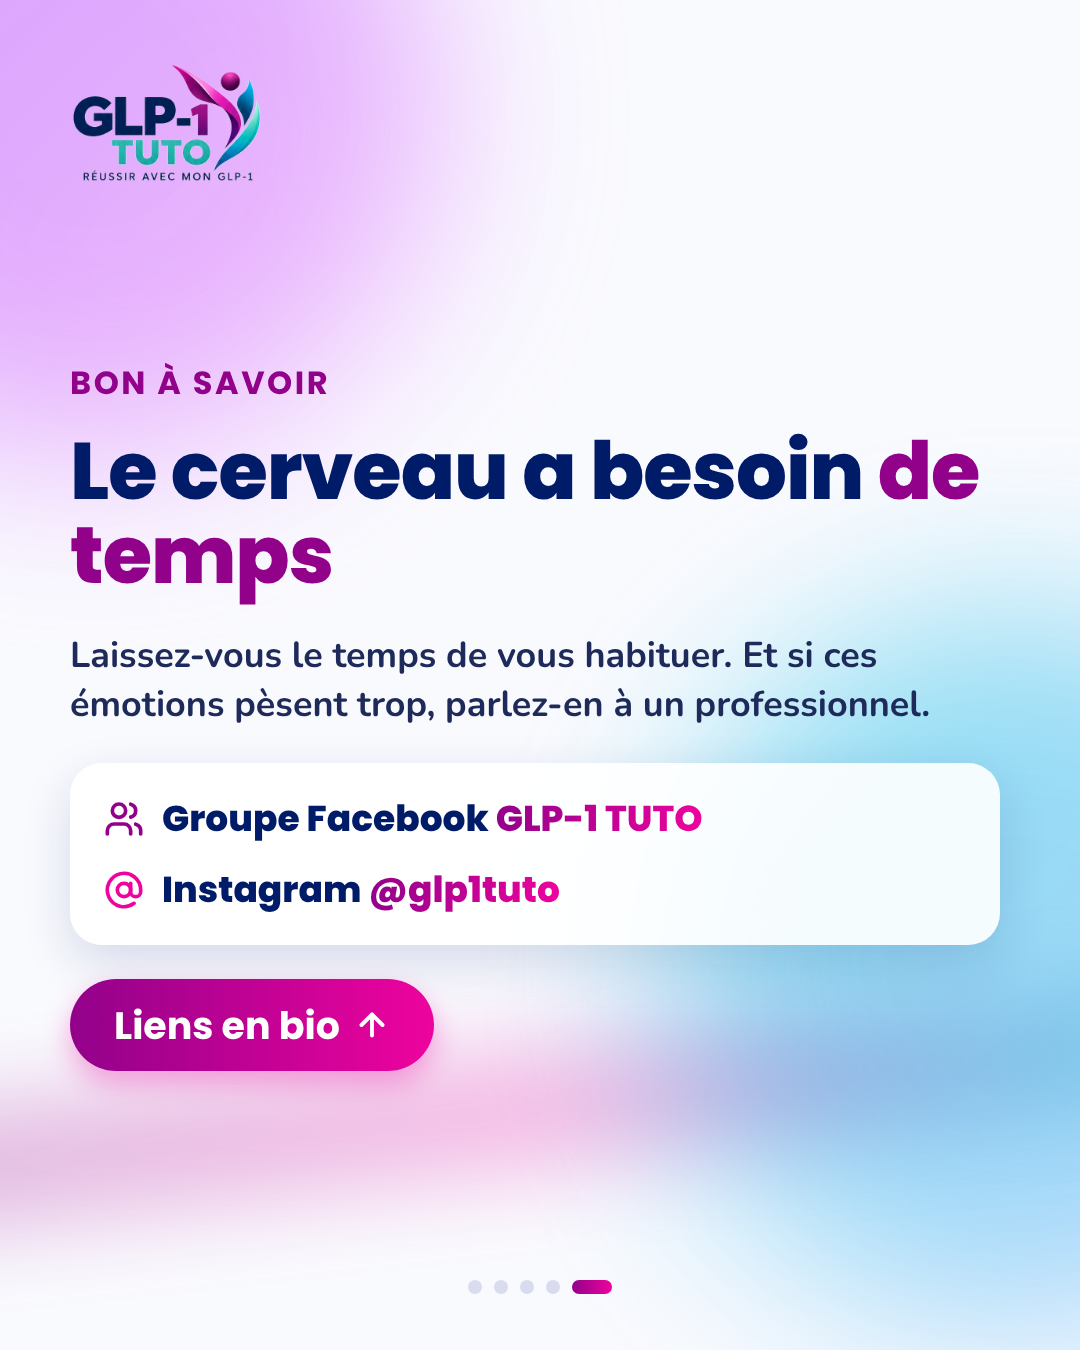 GLP-1
TUTO
RÉUSSIR AVEC MON GLP-1
BON À SAVOIR
Le cerveau a besoin de
temps
Laissez-vous le temps de vous habituer. Et si ces
émotions pèsent trop, parlez-en à un professionnel.
Groupe Facebook GLP-1 TUTO
Instagram @glp1tuto
Liens en bio ↑